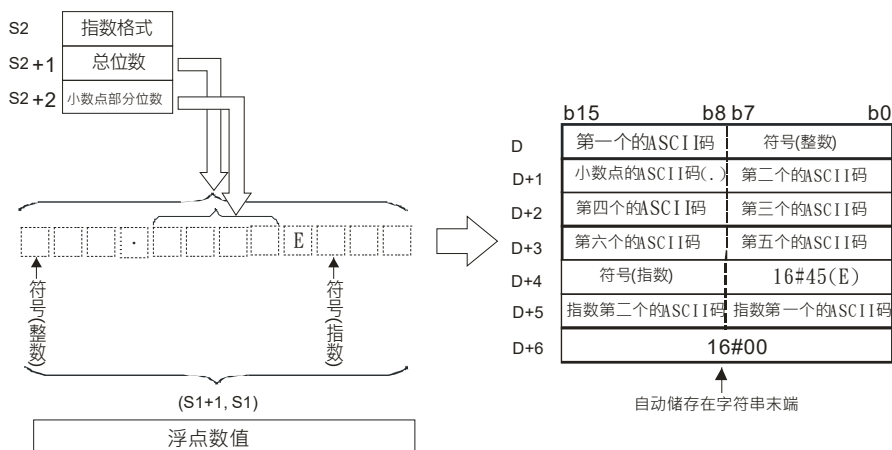 S2 指数格式
S2+1 总位数
S2+2 小数点部分位数
. E
符号(整数)
符号(指数)
(S1+1, S1)
浮点数值
b15 b8 b7 b0
D 第一个的ASCII码 符号(整数)
D+1 小数点的ASCII码(.) 第二个的ASCII码
D+2 第四个的ASCII码 第三个的ASCII码
D+3 第六个的ASCII码 第五个的ASCII码
D+4 符号(指数) 16#45(E)
D+5 指数第二个的ASCII码 指数第一个的ASCII码
D+6 16#00
自动储存在字符串末端